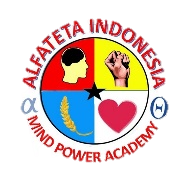 ALFATETA INDONESIA
α Θ
MIND POWER ACADEMY